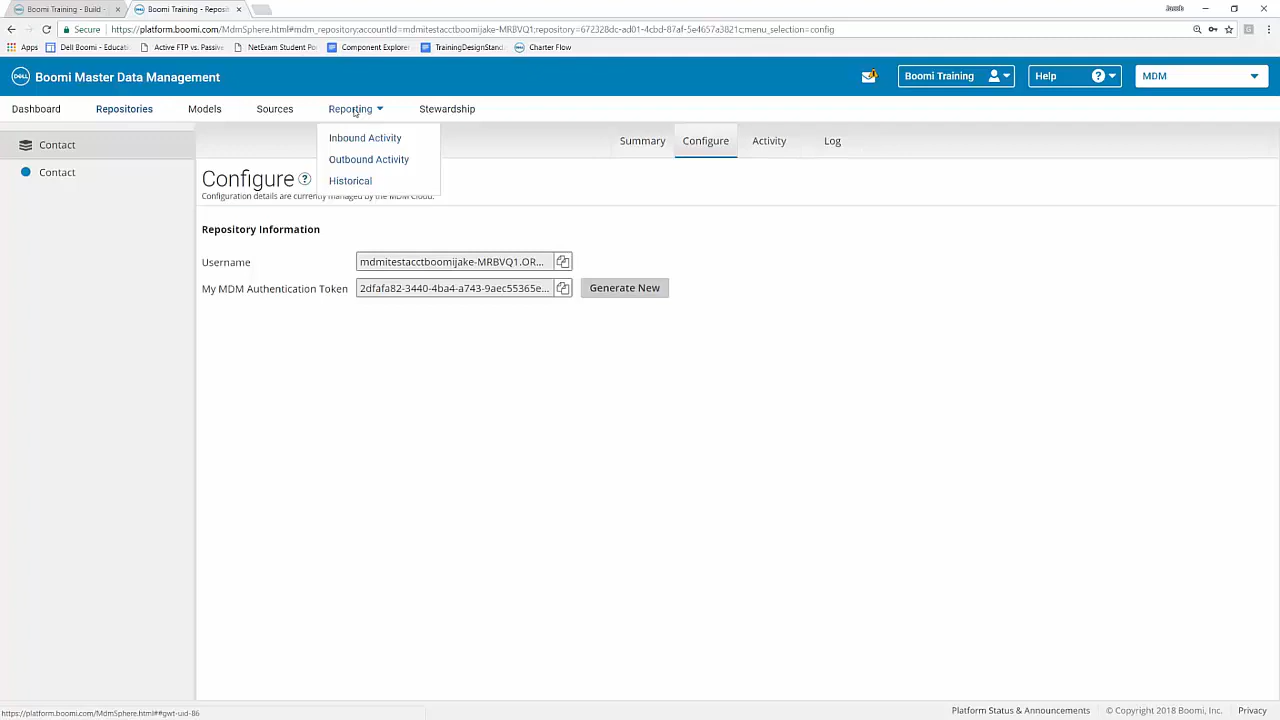 Boomi Training - Build -
Boomi Training - Reposit
Secure
https://platform.boomi.com/MdmSphere.html#mdm_repository;accountId=mdmitestacctboomijake-MRBVQ1;repository=672328dc-ad01-4cbd-87af-5e4657a3821c;menu_selection=config
Apps
Dell Boomi - Educati
Active FTP vs. Passiv
NetExam Student Po
Component Explorer
TrainingDesignStand
Charter Flow
DELL Boomi Master Data Management
Boomi Training
Help
MDM
Dashboard
Repositories
Models
Sources
Reporting
Stewardship
Contact
Contact
Inbound Activity
Outbound Activity
Historical
Summary
Configure
Activity
Log
Configure
Configuration details are currently managed by the MDM Cloud.
Repository Information
Username
mdmitestacctboomijake-MRBVQ1.OR...
My MDM Authentication Token
2dfafa82-3440-4ba4-a743-9aec55365e...
Generate New
https://platform.boomi.com/MdmSphere.html##gwt-uid-86
Platform Status & Announcements
© Copyright 2018 Boomi, Inc.
Privacy